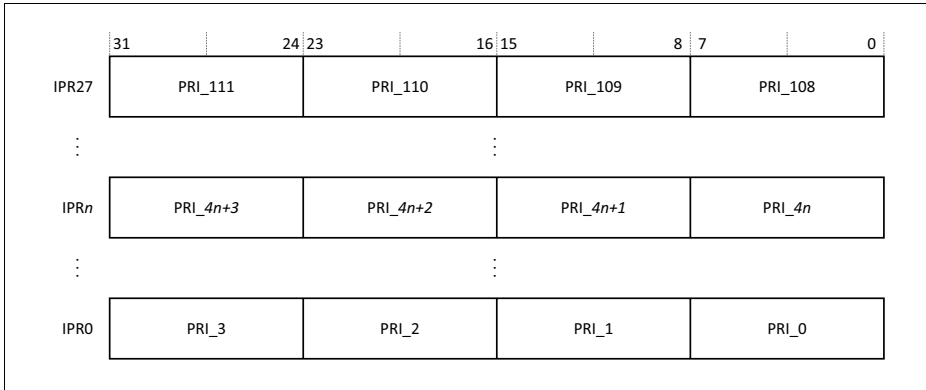 31 24 23 16 15 8 7 0
IPR27 PRI_111 PRI_110 PRI_109 PRI_108
IPRn PRI_4n+3 PRI_4n+2 PRI_4n+1 PRI_4n
IPR0 PRI_3 PRI_2 PRI_1 PRI_0